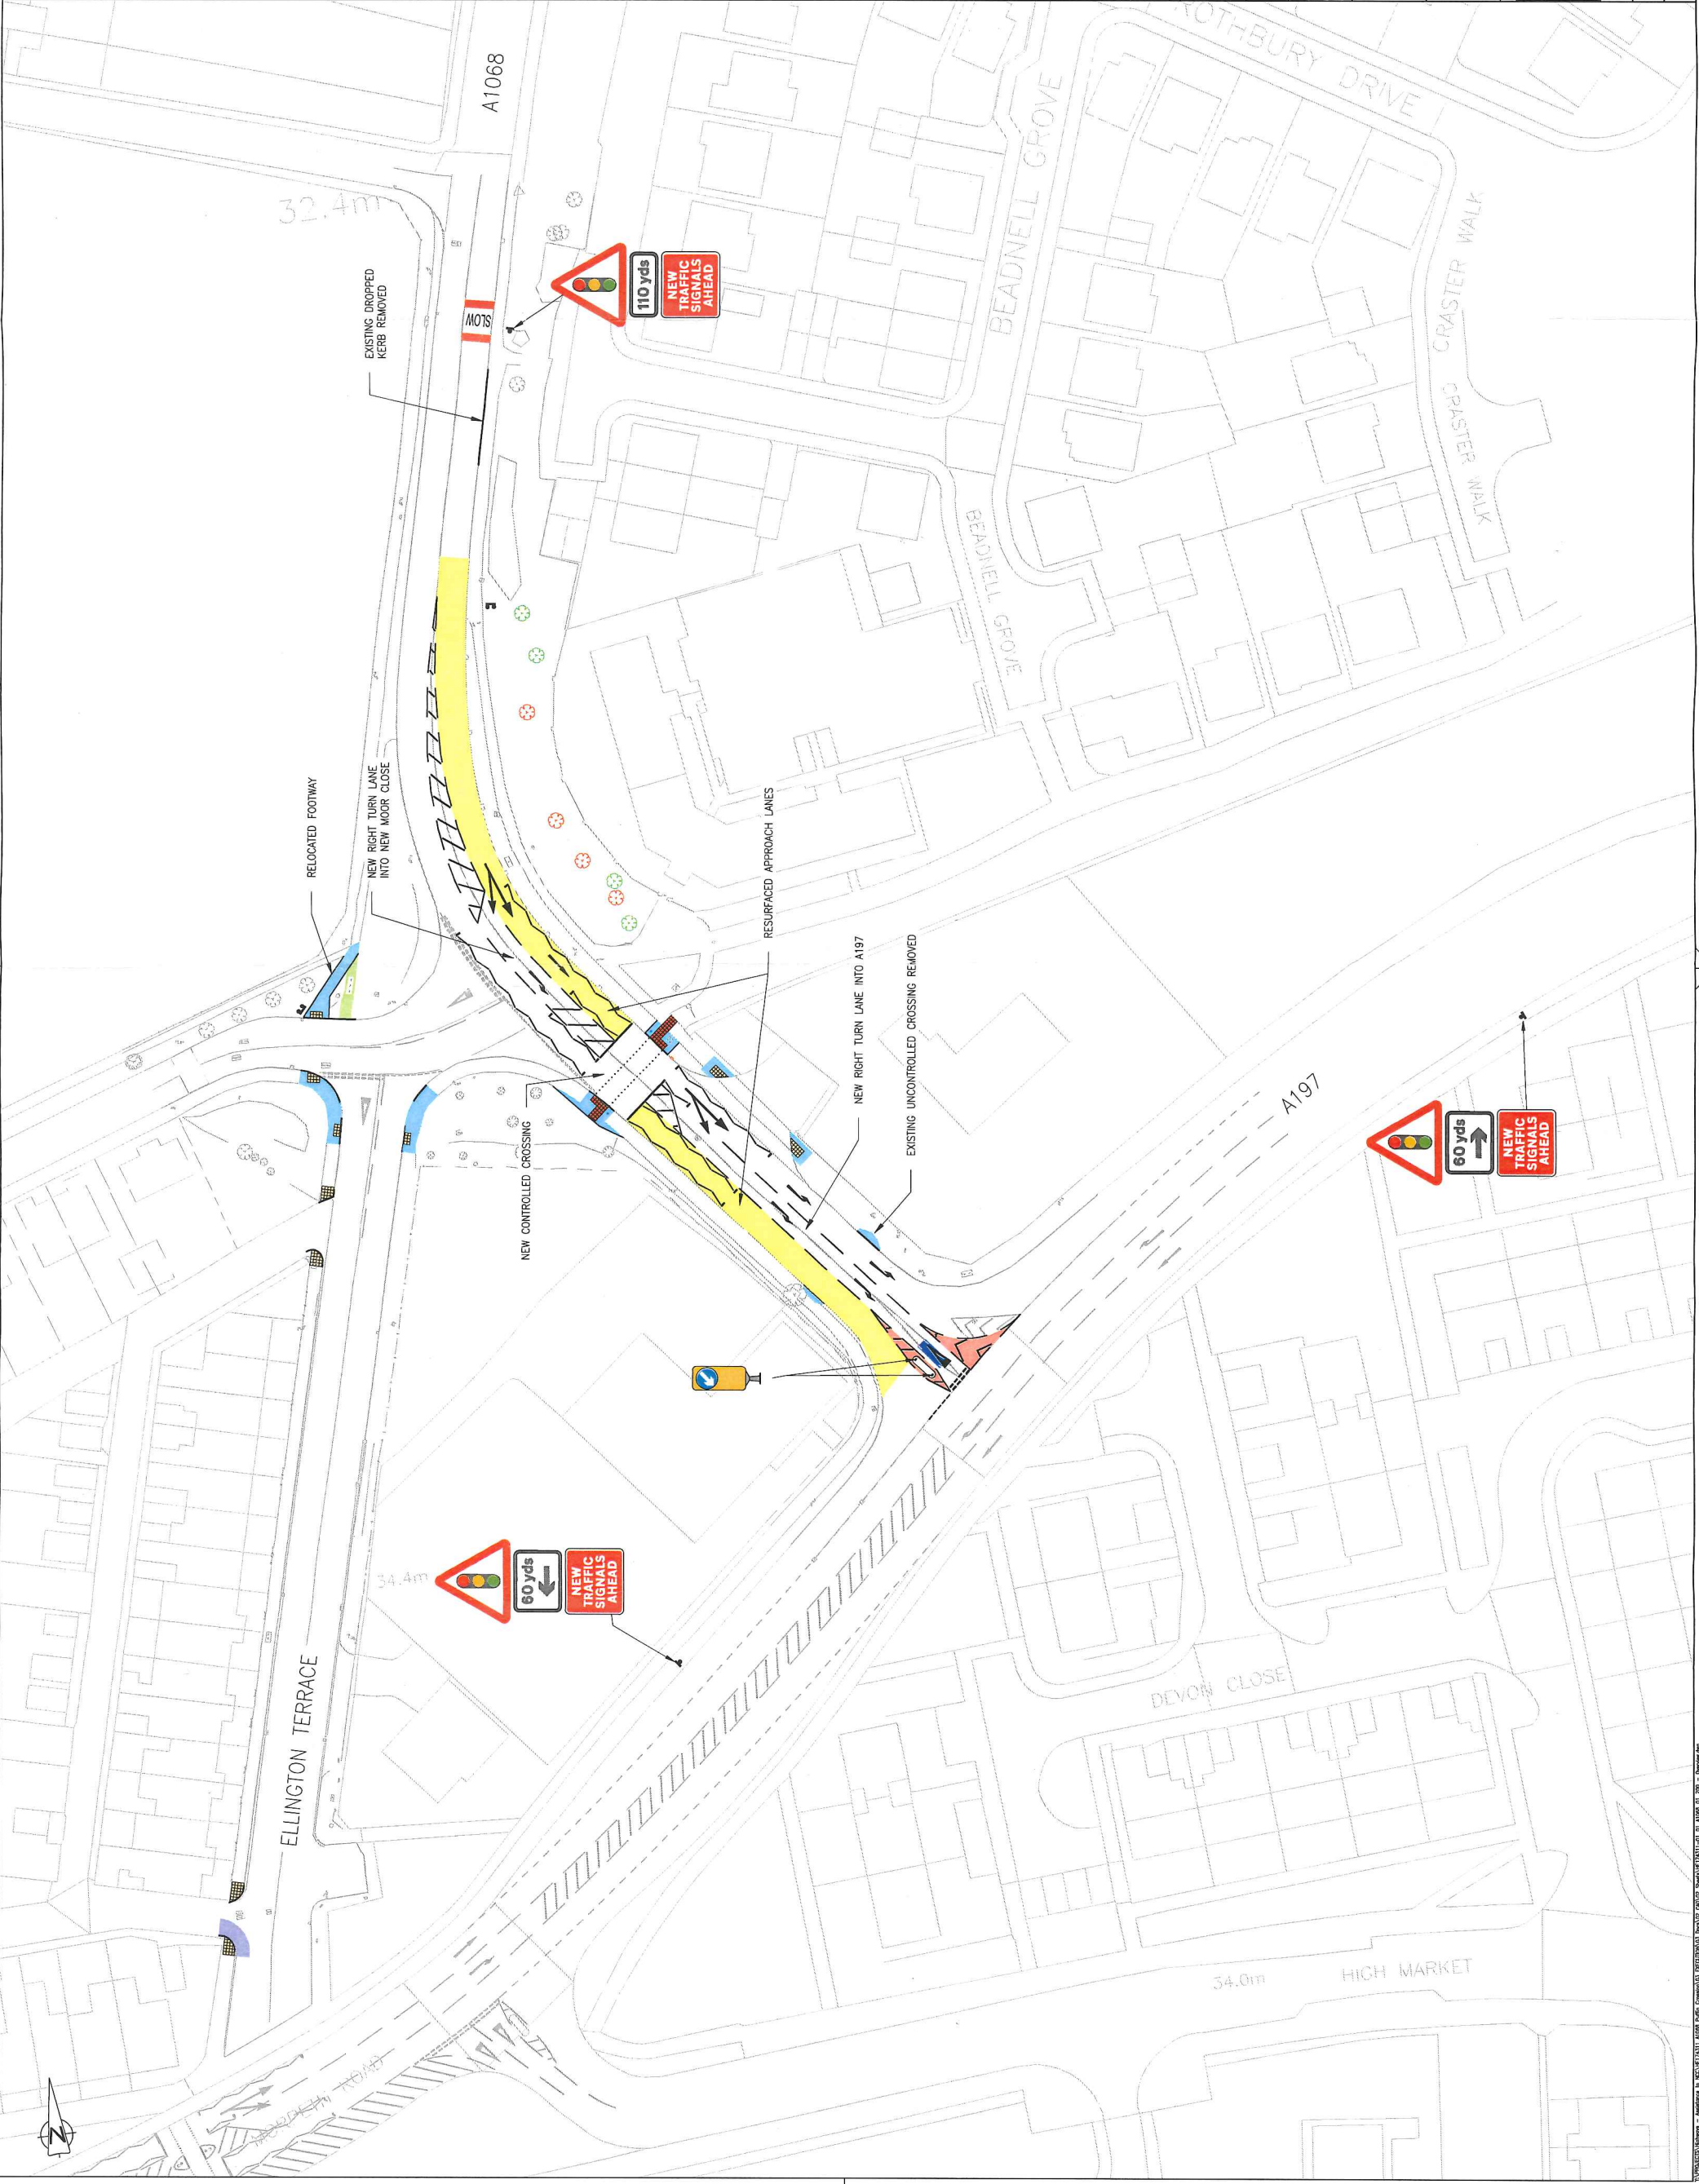 ROTHBURY DRIVE
A1068
32.4m
BEADNELL GROVE
CRASTER WALK
CRASTER WALK
EXISTING DROPPED
KERB REMOVED
SLOW
110 yds
NEW
TRAFFIC
SIGNALS
AHEAD
BEADNELL GROVE
RELOCATED FOOTWAY
NEW RIGHT TURN LANE
INTO NEW MOOR CLOSE
RESURFACED APPROACH LANES
NEW RIGHT TURN LANE INTO A197
EXISTING UNCONTROLLED CROSSING REMOVED
NEW CONTROLLED CROSSING
A197
60 yds
NEW
TRAFFIC
SIGNALS
AHEAD
34.4m
60 yds
NEW
TRAFFIC
SIGNALS
AHEAD
ELLINGTON TERRACE
DEVON CLOSE
34.0m
HIGH MARKET
ROAD
N